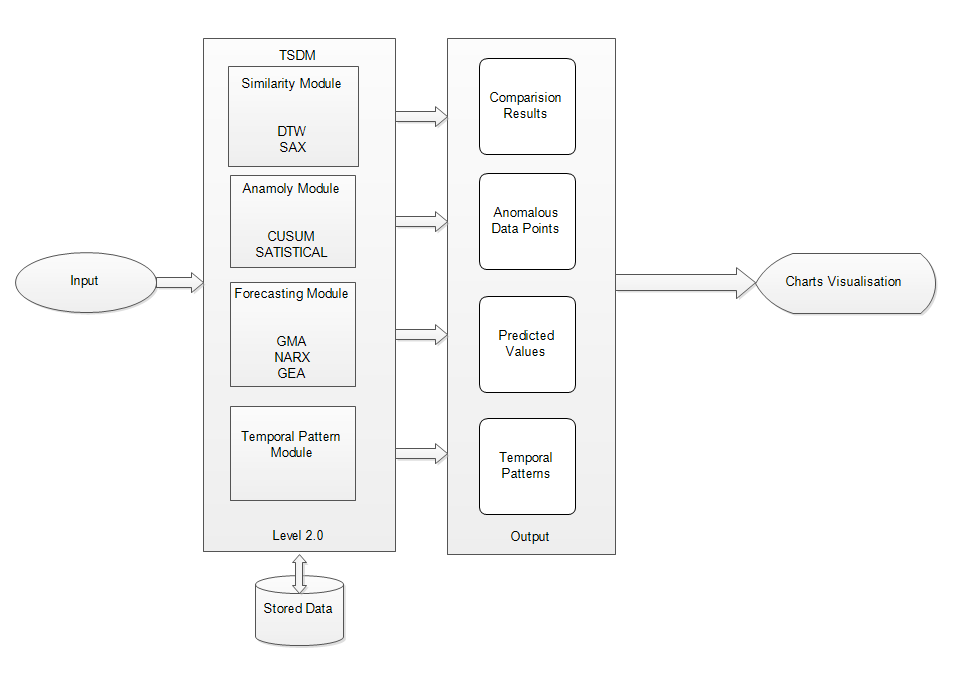 TSDM
Similarity Module
DTW
SAX
Anamoly Module
CUSUM
SATISTICAL
Forecasting Module
GMA
NARX
GEA
Temporal Pattern
Module
Level 2.0
Input
Stored Data
Comparision
Results
Anomalous
Data Points
Predicted
Values
Temporal
Patterns
Output
Charts Visualisation